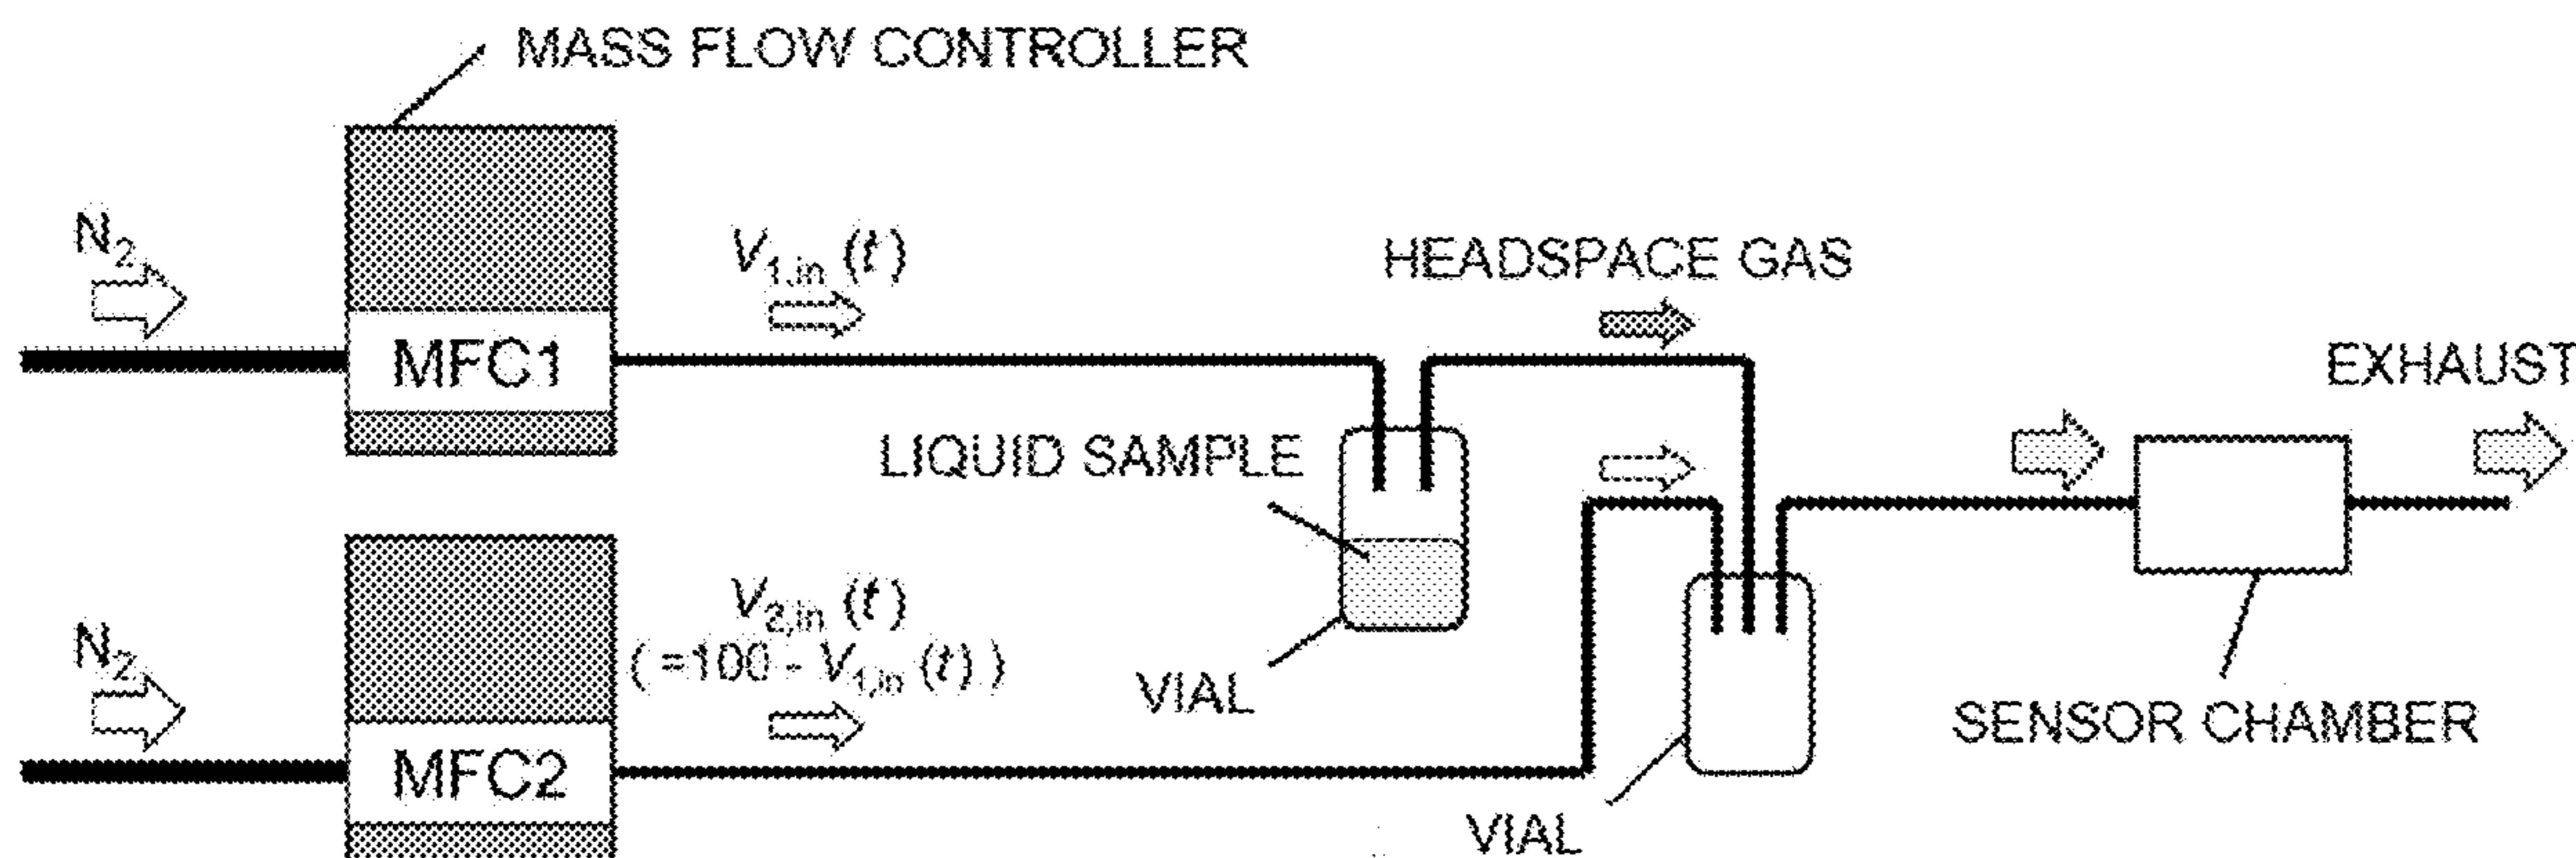 MASS FLOW CONTROLLER
N₂
V₁,in (t)
HEADSPACE GAS
MFC1
EXHAUST
LIQUID SAMPLE
V₂,in (t)
( =100 - V₁,in (t) )
N₂
VIAL
SENSOR CHAMBER
MFC2
VIAL